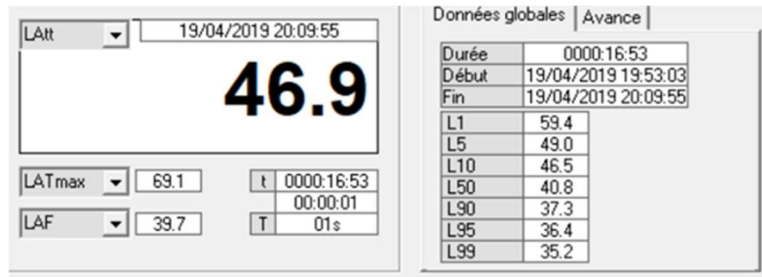 LAtt 19/04/2019 20:09:55
46.9
LATmax 69.1 t 0000:16:53
00:00:01
LAF 39.7 T 01s
Données globales Avance
Durée 0000:16:53
Début 19/04/2019 19:53:03
Fin 19/04/2019 20:09:55
L1 59.4
L5 49.0
L10 46.5
L50 40.8
L90 37.3
L95 36.4
L99 35.2